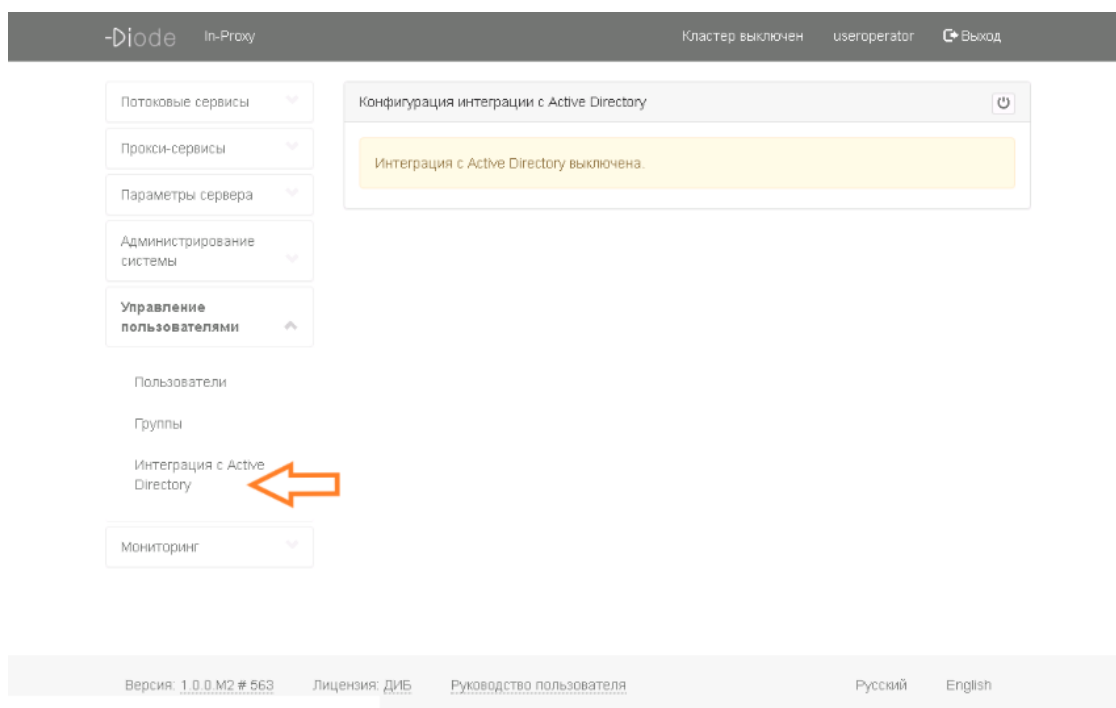 -Diode In-Proxy Кластер выключен useroperator Выход
Потоковые сервисы
Конфигурация интеграции с Active Directory
Прокси-сервисы
Интеграция с Active Directory выключена.
Параметры сервера
Администрирование
системы
Управление
пользователями
Пользователи
Группы
Интеграция с Active
Directory
Мониторинг
Версия: 1.0.0.M2 # 563 Лицензия: ДИБ Руководство пользователя Русский English